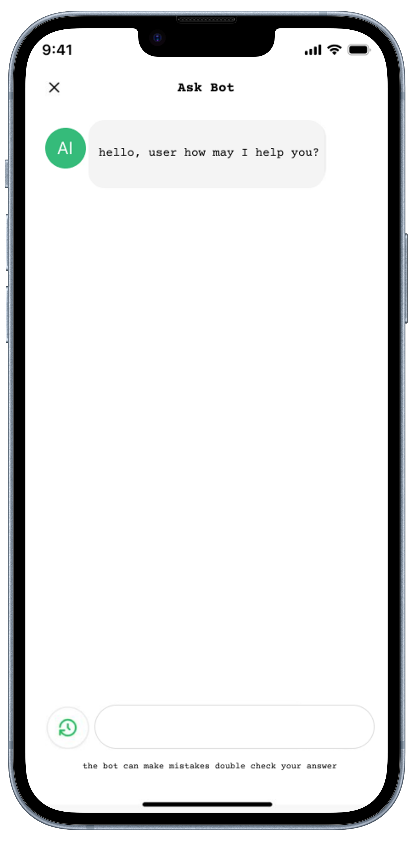 9:41
Ask Bot
AI
hello, user how may I help you?
the bot can make mistakes double check your answer